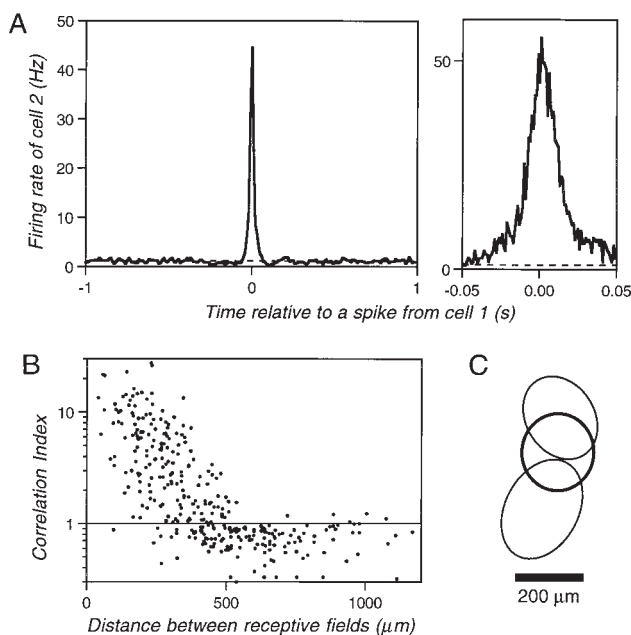 A
Firing rate of cell 2 (Hz)
50
40
30
20
10
0
-1
0
1
50
0
-0.05
0.00
0.05
Time relative to a spike from cell 1 (s)
B
Correlation Index
10
1
0
500
1000
Distance between receptive fields (μm)
C
200 μm